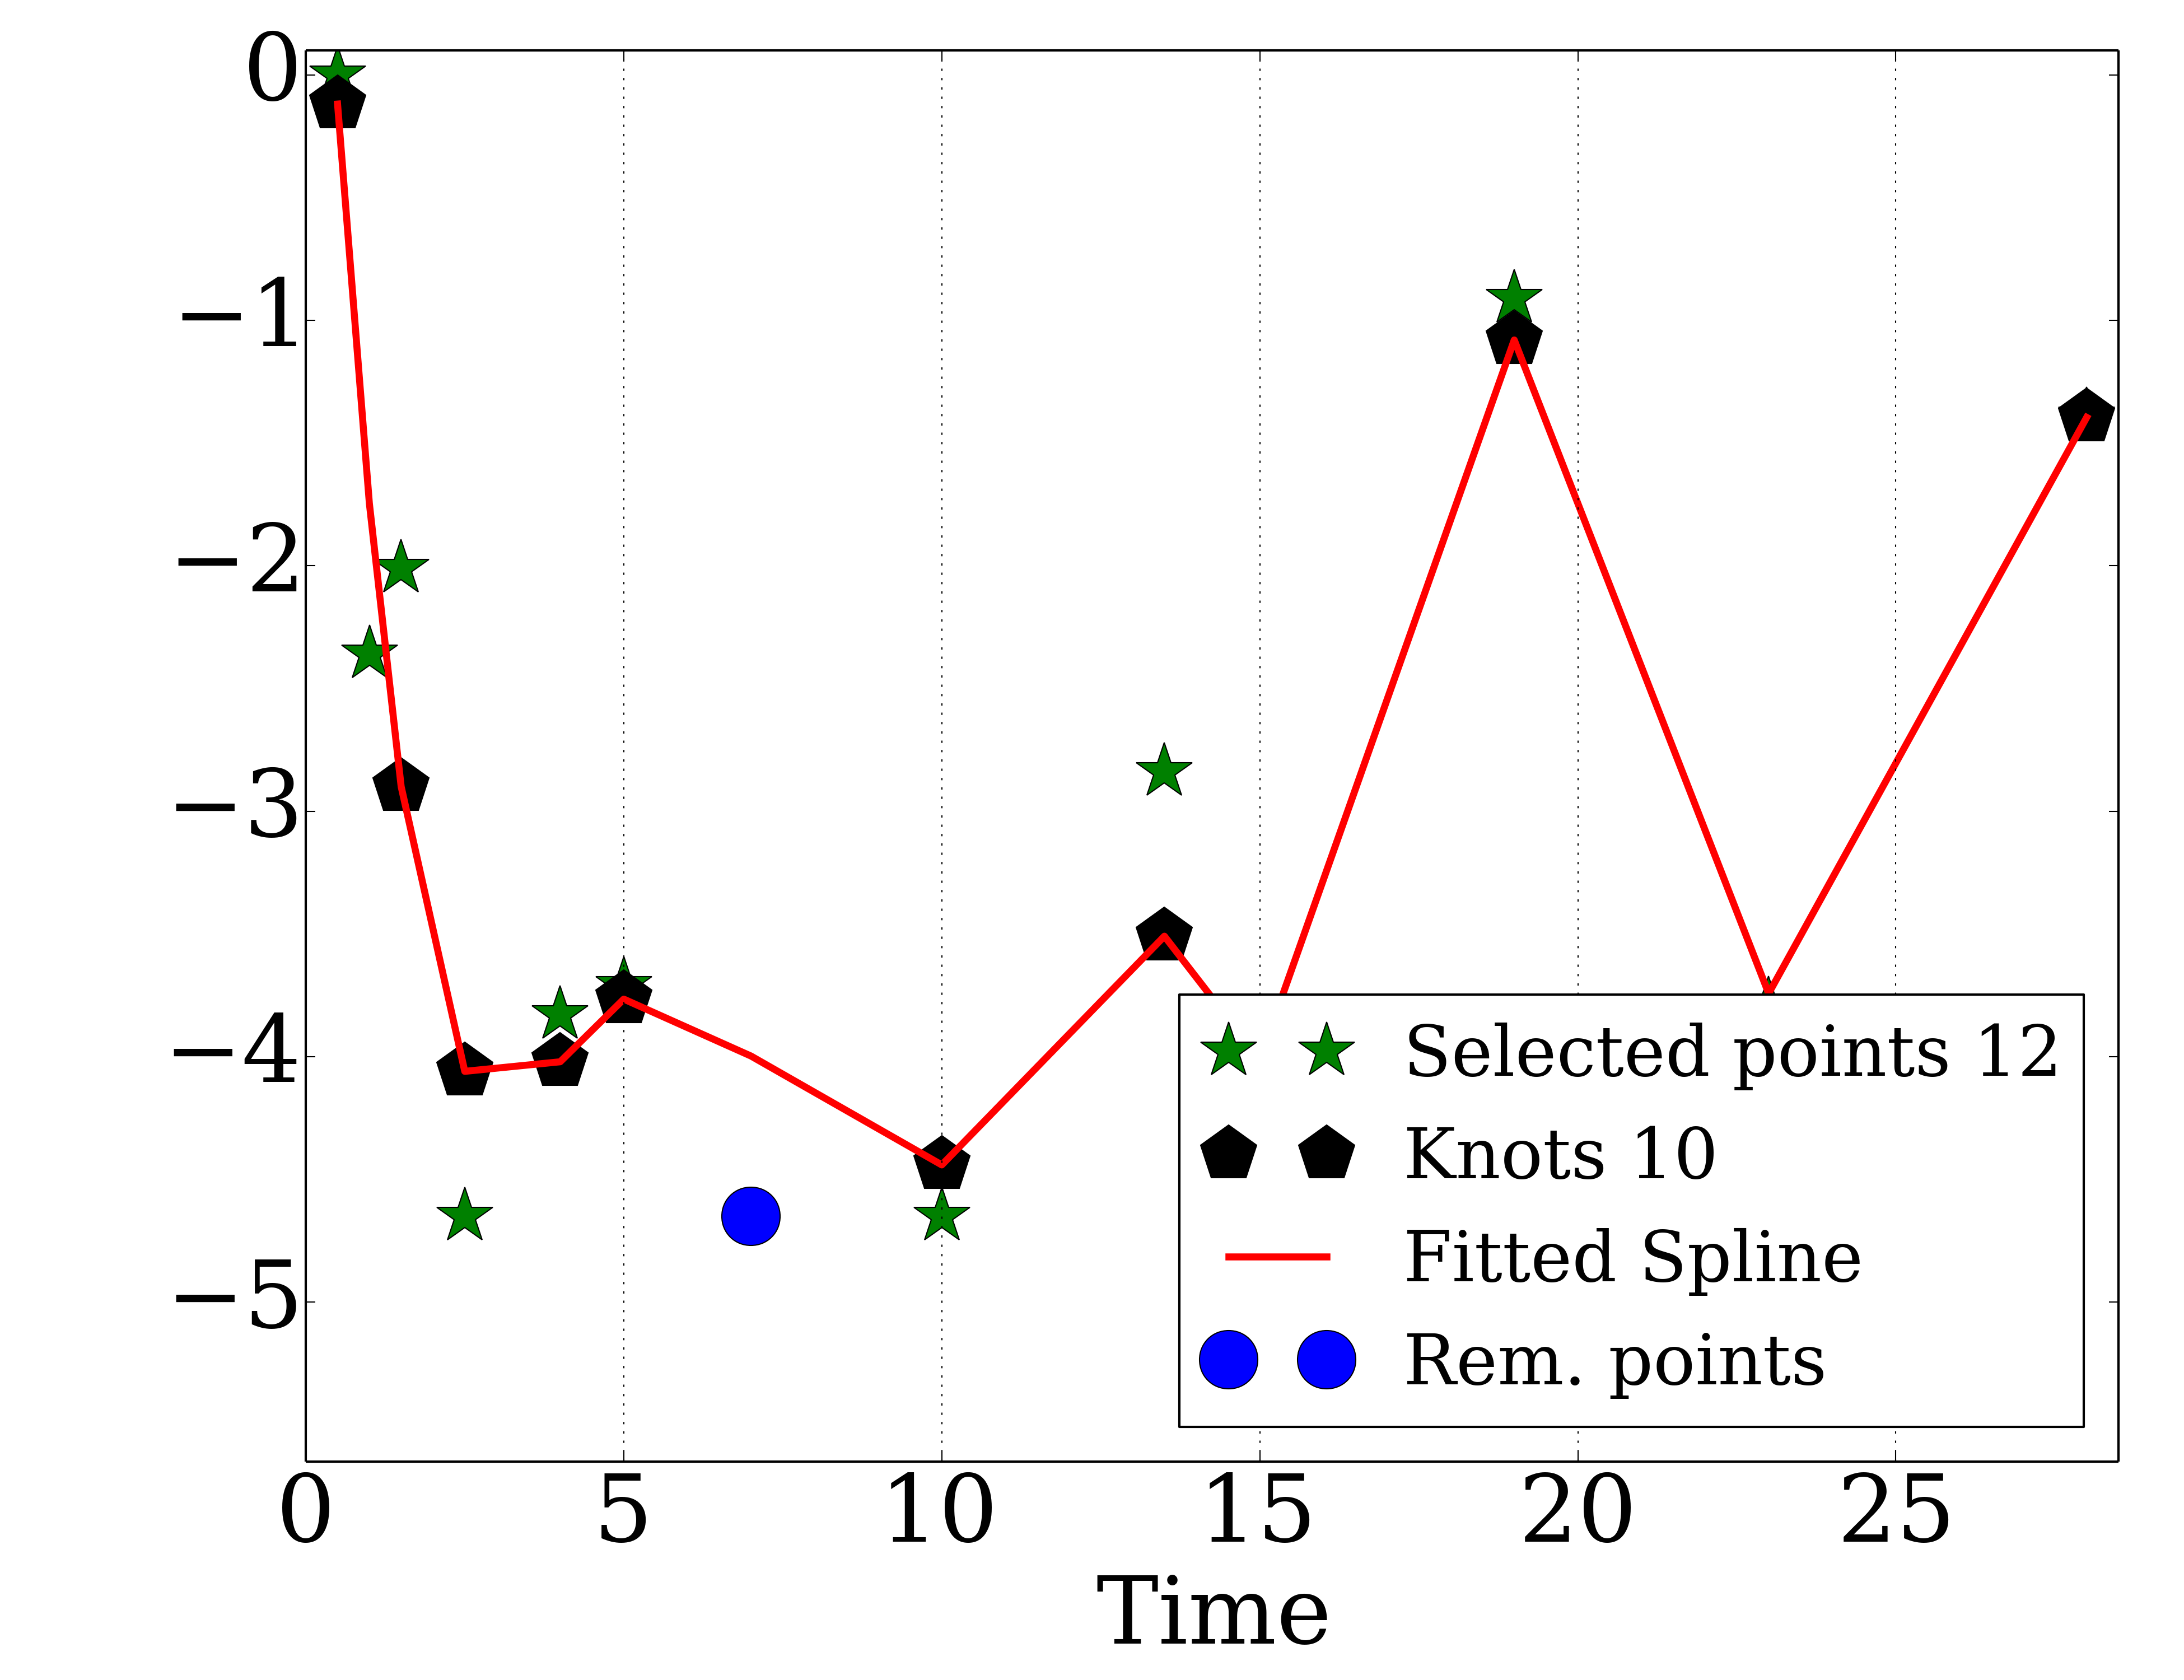 0
−1
−2
−3
−4
−5
Selected points 12
Knots 10
Fitted Spline
Rem. points
0 5 10 15 20 25
Time